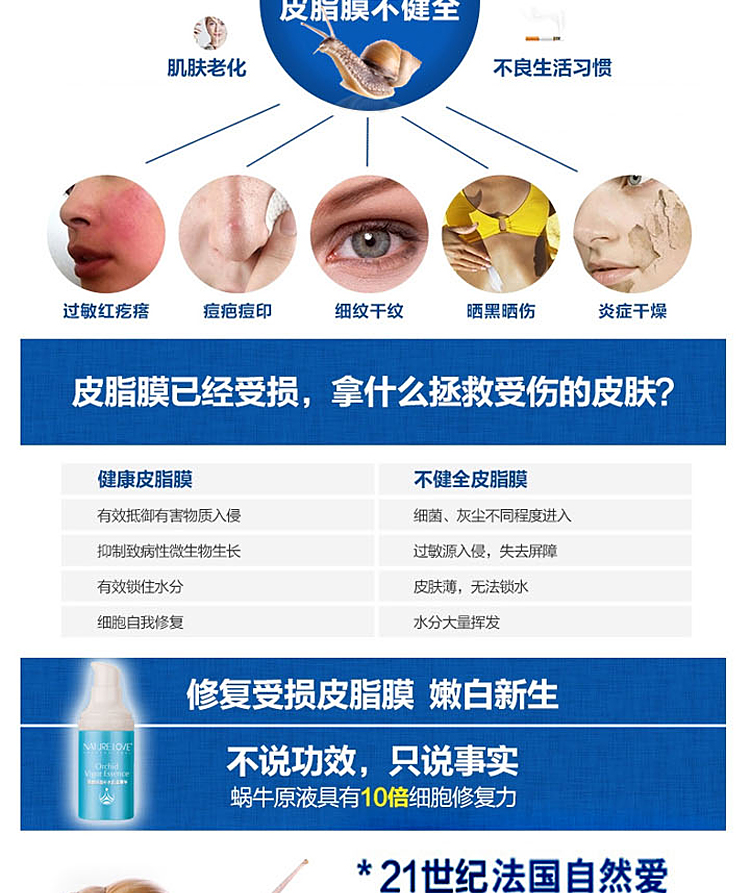 皮脂膜不健全
肌肤老化
不良生活习惯
过敏红疙瘩
痘疤痘印
细纹干纹
晒黑晒伤
炎症干燥
皮脂膜已经受损，拿什么拯救受伤的皮肤？
健康皮脂膜
不健全皮脂膜
有效抵御有害物质入侵
细菌、灰尘不同程度进入
抑制致病性微生物生长
过敏源入侵，失去屏障
有效锁住水分
皮肤薄，无法锁水
细胞自我修复
水分大量挥发
修复受损皮脂膜 嫩白新生
不说功效，只说事实
蜗牛原液具有10倍细胞修复力
NATURE LOVE
Orchid
Vigor Essence
*21世纪法国自然爱